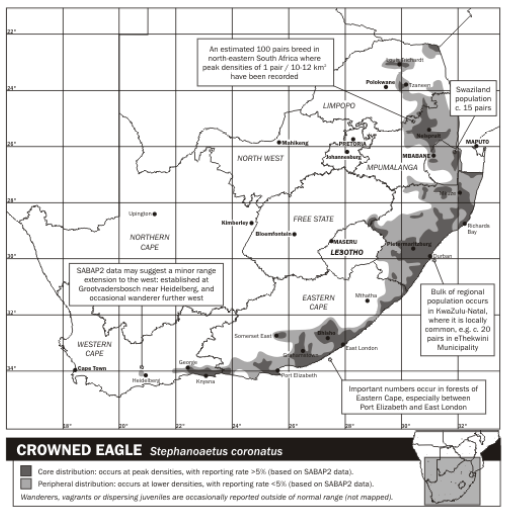 22°
An estimated 100 pairs breed in
north-eastern South Africa where
peak densities of 1 pair / 10-12 km²
have been recorded
Louis Trichardt
Polokwane
Tzaneen
24°
LIMPOPO
Swaziland
population
c. 15 pairs
Nelspruit
Mahikeng
PRETORIA
MAPUTO
26°
NORTH WEST
Johannesburg
MBABANE
MPUMALANGA
28°
Upington
Kimberley
FREE STATE
Richards
Bay
Bloemfontein
NORTHERN
CAPE
MASERU
LESOTHO
Pietermaritzburg
Durban
30°
SABAP2 data may suggest a minor range
extension to the west: established at
Grootvadersbosch near Heidelberg, and
occasional wanderer further west
EASTERN
CAPE
Mthatha
Bulk of regional
population occurs
in KwaZulu-Natal,
where it is locally
common, e.g. c. 20
pairs in eThekwini
Municipality
32°
Somerset East
Bhisho
WESTERN
CAPE
East London
George
Grahamstown
Cape Town
Heidelberg
Knysna
Port Elizabeth
34°
Important numbers occur in forests of
Eastern Cape, especially between
Port Elizabeth and East London
18° 20° 22° 24° 26° 28° 30° 32°
CROWNED EAGLE Stephanoaetus coronatus
Core distribution: occurs at peak densities, with reporting rate >5% (based on SABAP2 data).
Peripheral distribution: occurs at lower densities, with reporting rate <5% (based on SABAP2 data).
Wanderers, vagrants or dispersing juveniles are occasionally reported outside of normal range (not mapped).